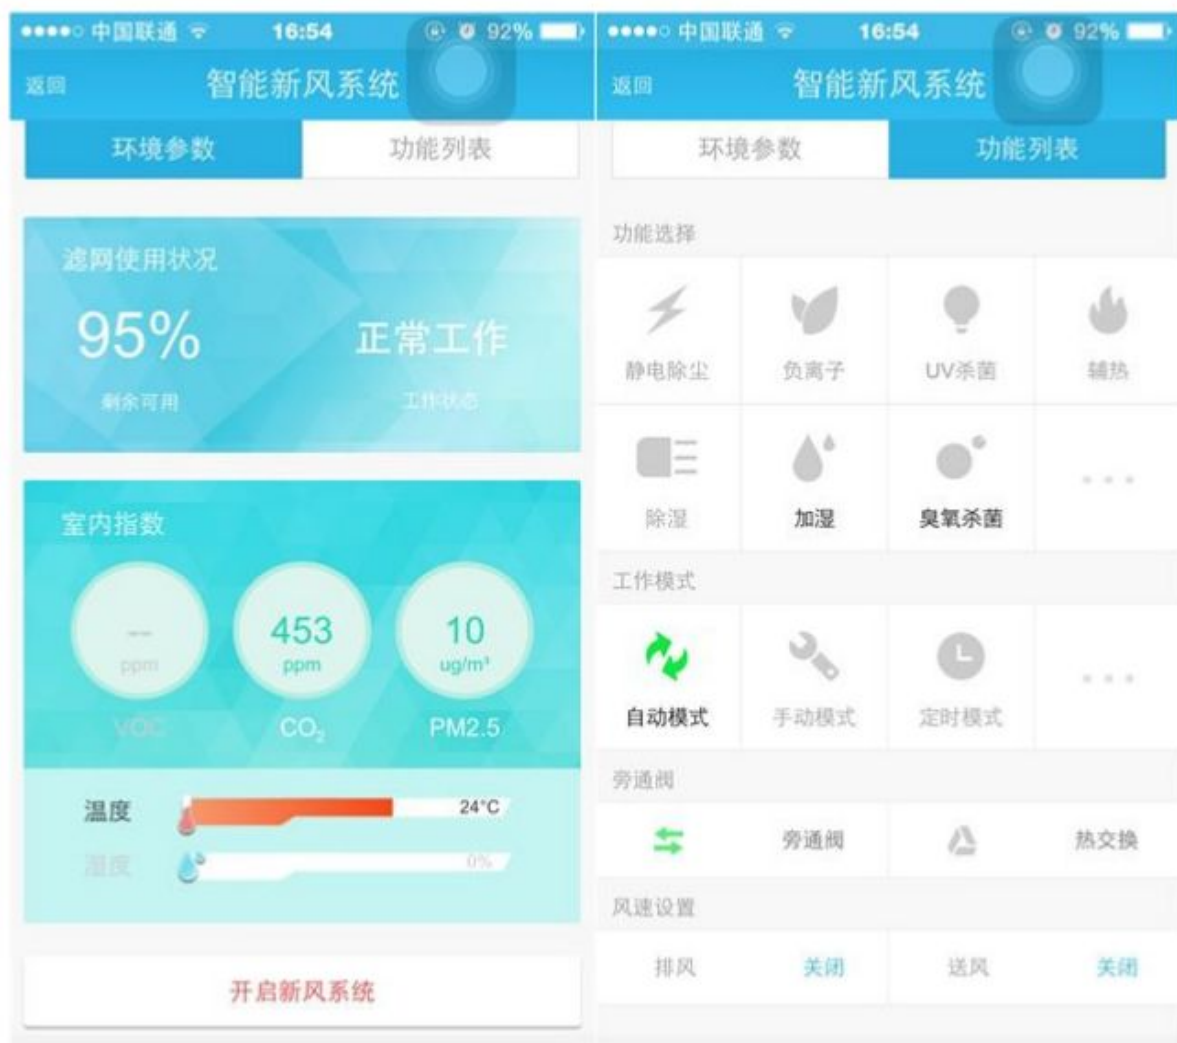 中国联通 16:54 92%
返回 智能新风系统
环境参数 功能列表
滤网使用状况
95% 正常工作
剩余可用 工作状态
室内指数
-- 453 10
ppm ppm ug/m³
VOC CO₂ PM2.5
温度 24°C
湿度 0%
开启新风系统
中国联通 16:54 92%
返回 智能新风系统
环境参数 功能列表
功能选择
静电除尘 负离子 UV杀菌 辅热
除湿 加湿 臭氧杀菌
工作模式
自动模式 手动模式 定时模式
旁通阀
旁通阀 热交换
风速设置
排风 关闭 送风 关闭